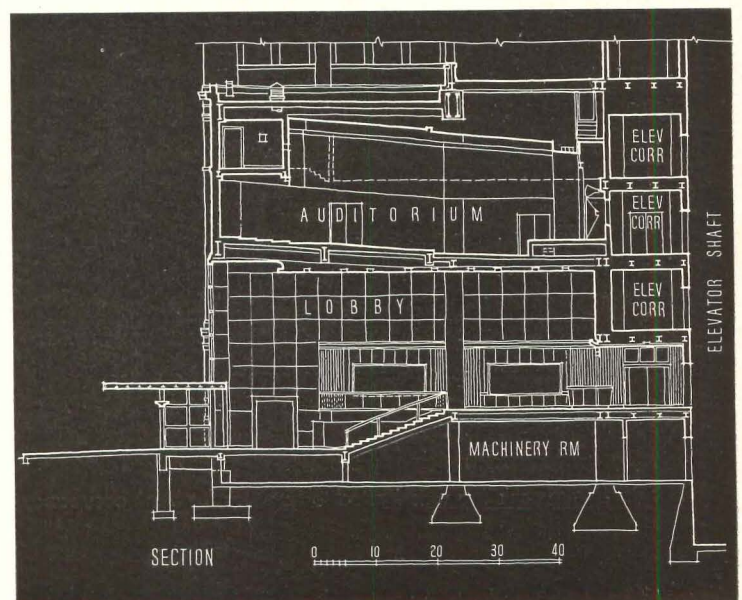 ELEV
CORR
ELEV
CORR
AUDITORIUM
ELEVATOR SHAFT
ELEV
CORR
LOBBY
MACHINERY RM
SECTION
0 10 20 30 40